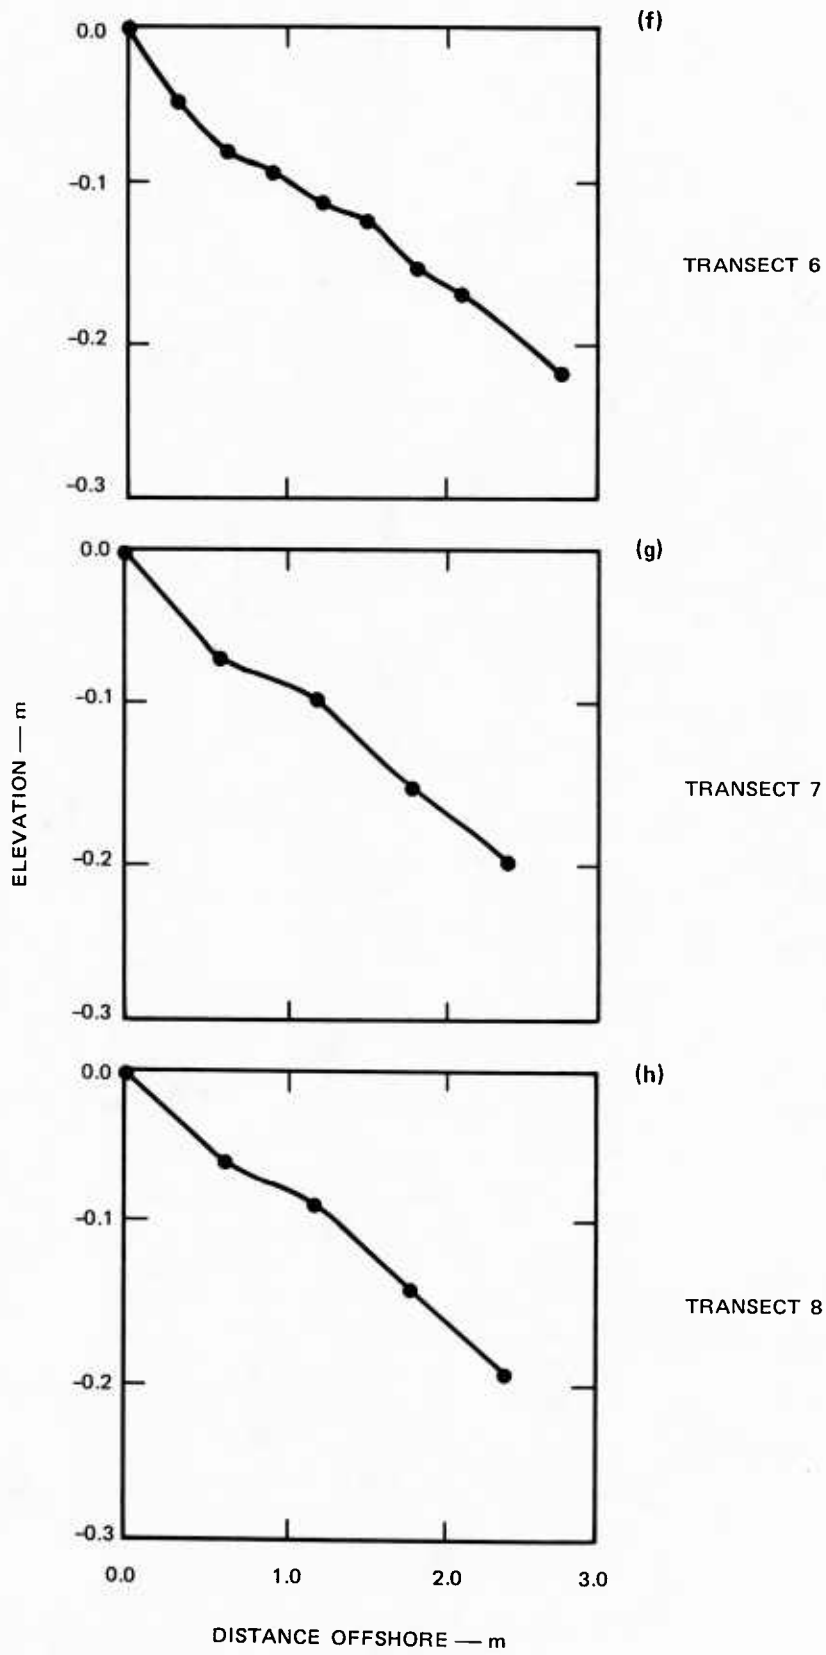 (f)
0.0
–0.1
–0.2
–0.3
TRANSECT 6
(g)
0.0
–0.1
–0.2
–0.3
TRANSECT 7
ELEVATION — m
(h)
0.0
–0.1
–0.2
–0.3
TRANSECT 8
0.0 1.0 2.0 3.0
DISTANCE OFFSHORE — m